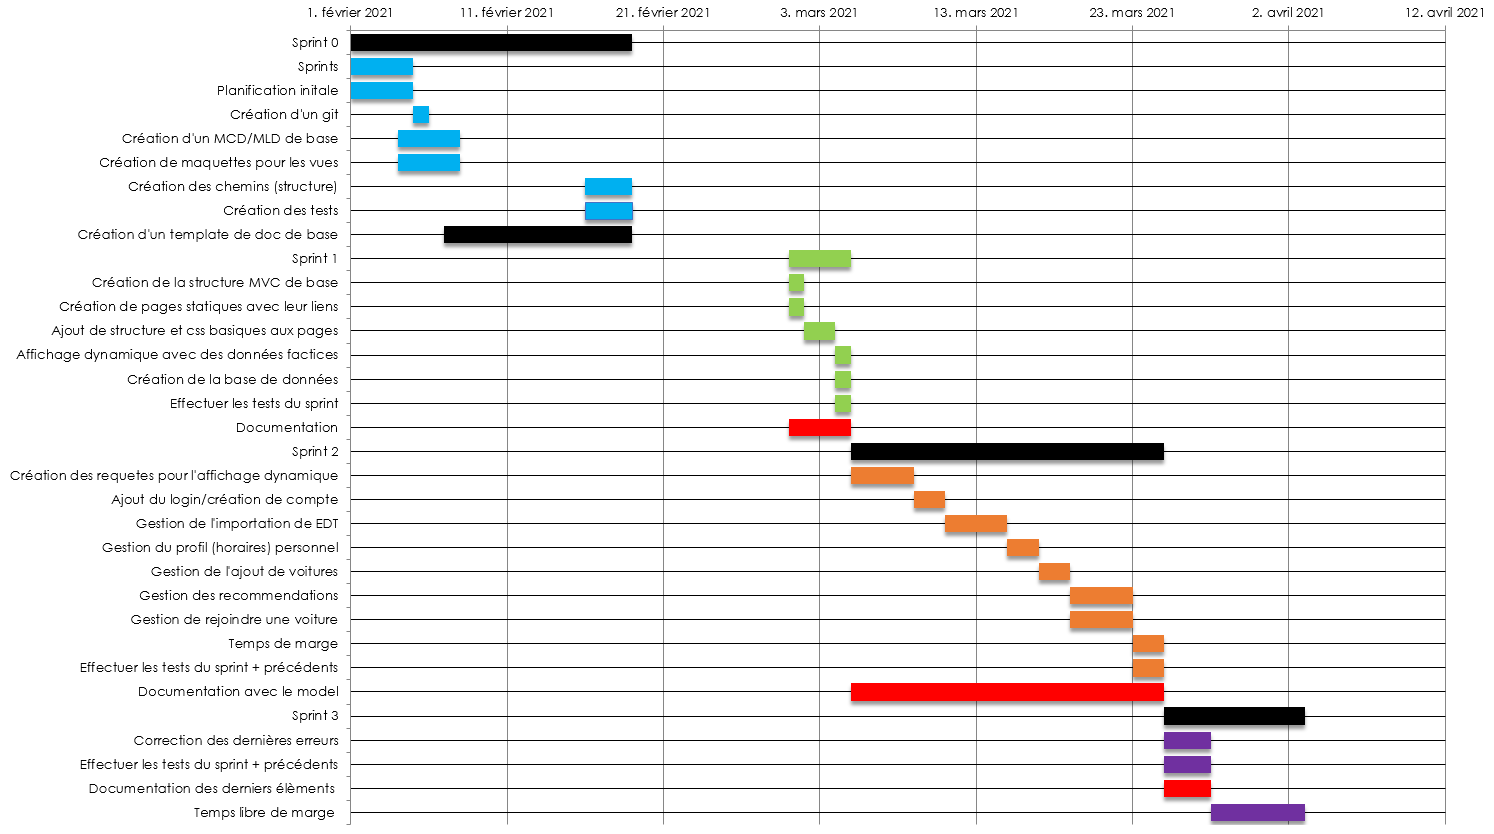 1. février 2021 11. février 2021 21. février 2021 3. mars 2021 13. mars 2021 23. mars 2021 2. avril 2021 12. avril 2021
Sprint 0
Sprints
Planification initale
Création d'un git
Création d'un MCD/MLD de base
Création de maquettes pour les vues
Création des chemins (structure)
Création des tests
Création d'un template de doc de base
Sprint 1
Création de la structure MVC de base
Création de pages statiques avec leur liens
Ajout de structure et css basiques aux pages
Affichage dynamique avec des données factices
Création de la base de données
Effectuer les tests du sprint
Documentation
Sprint 2
Création des requetes pour l'affichage dynamique
Ajout du login/création de compte
Gestion de l'importation de EDT
Gestion du profil (horaires) personnel
Gestion de l'ajout de voitures
Gestion des recommendations
Gestion de rejoindre une voiture
Temps de marge
Effectuer les tests du sprint + précédents
Documentation avec le model
Sprint 3
Correction des dernières erreurs
Effectuer les tests du sprint + précédents
Documentation des derniers élèments
Temps libre de marge